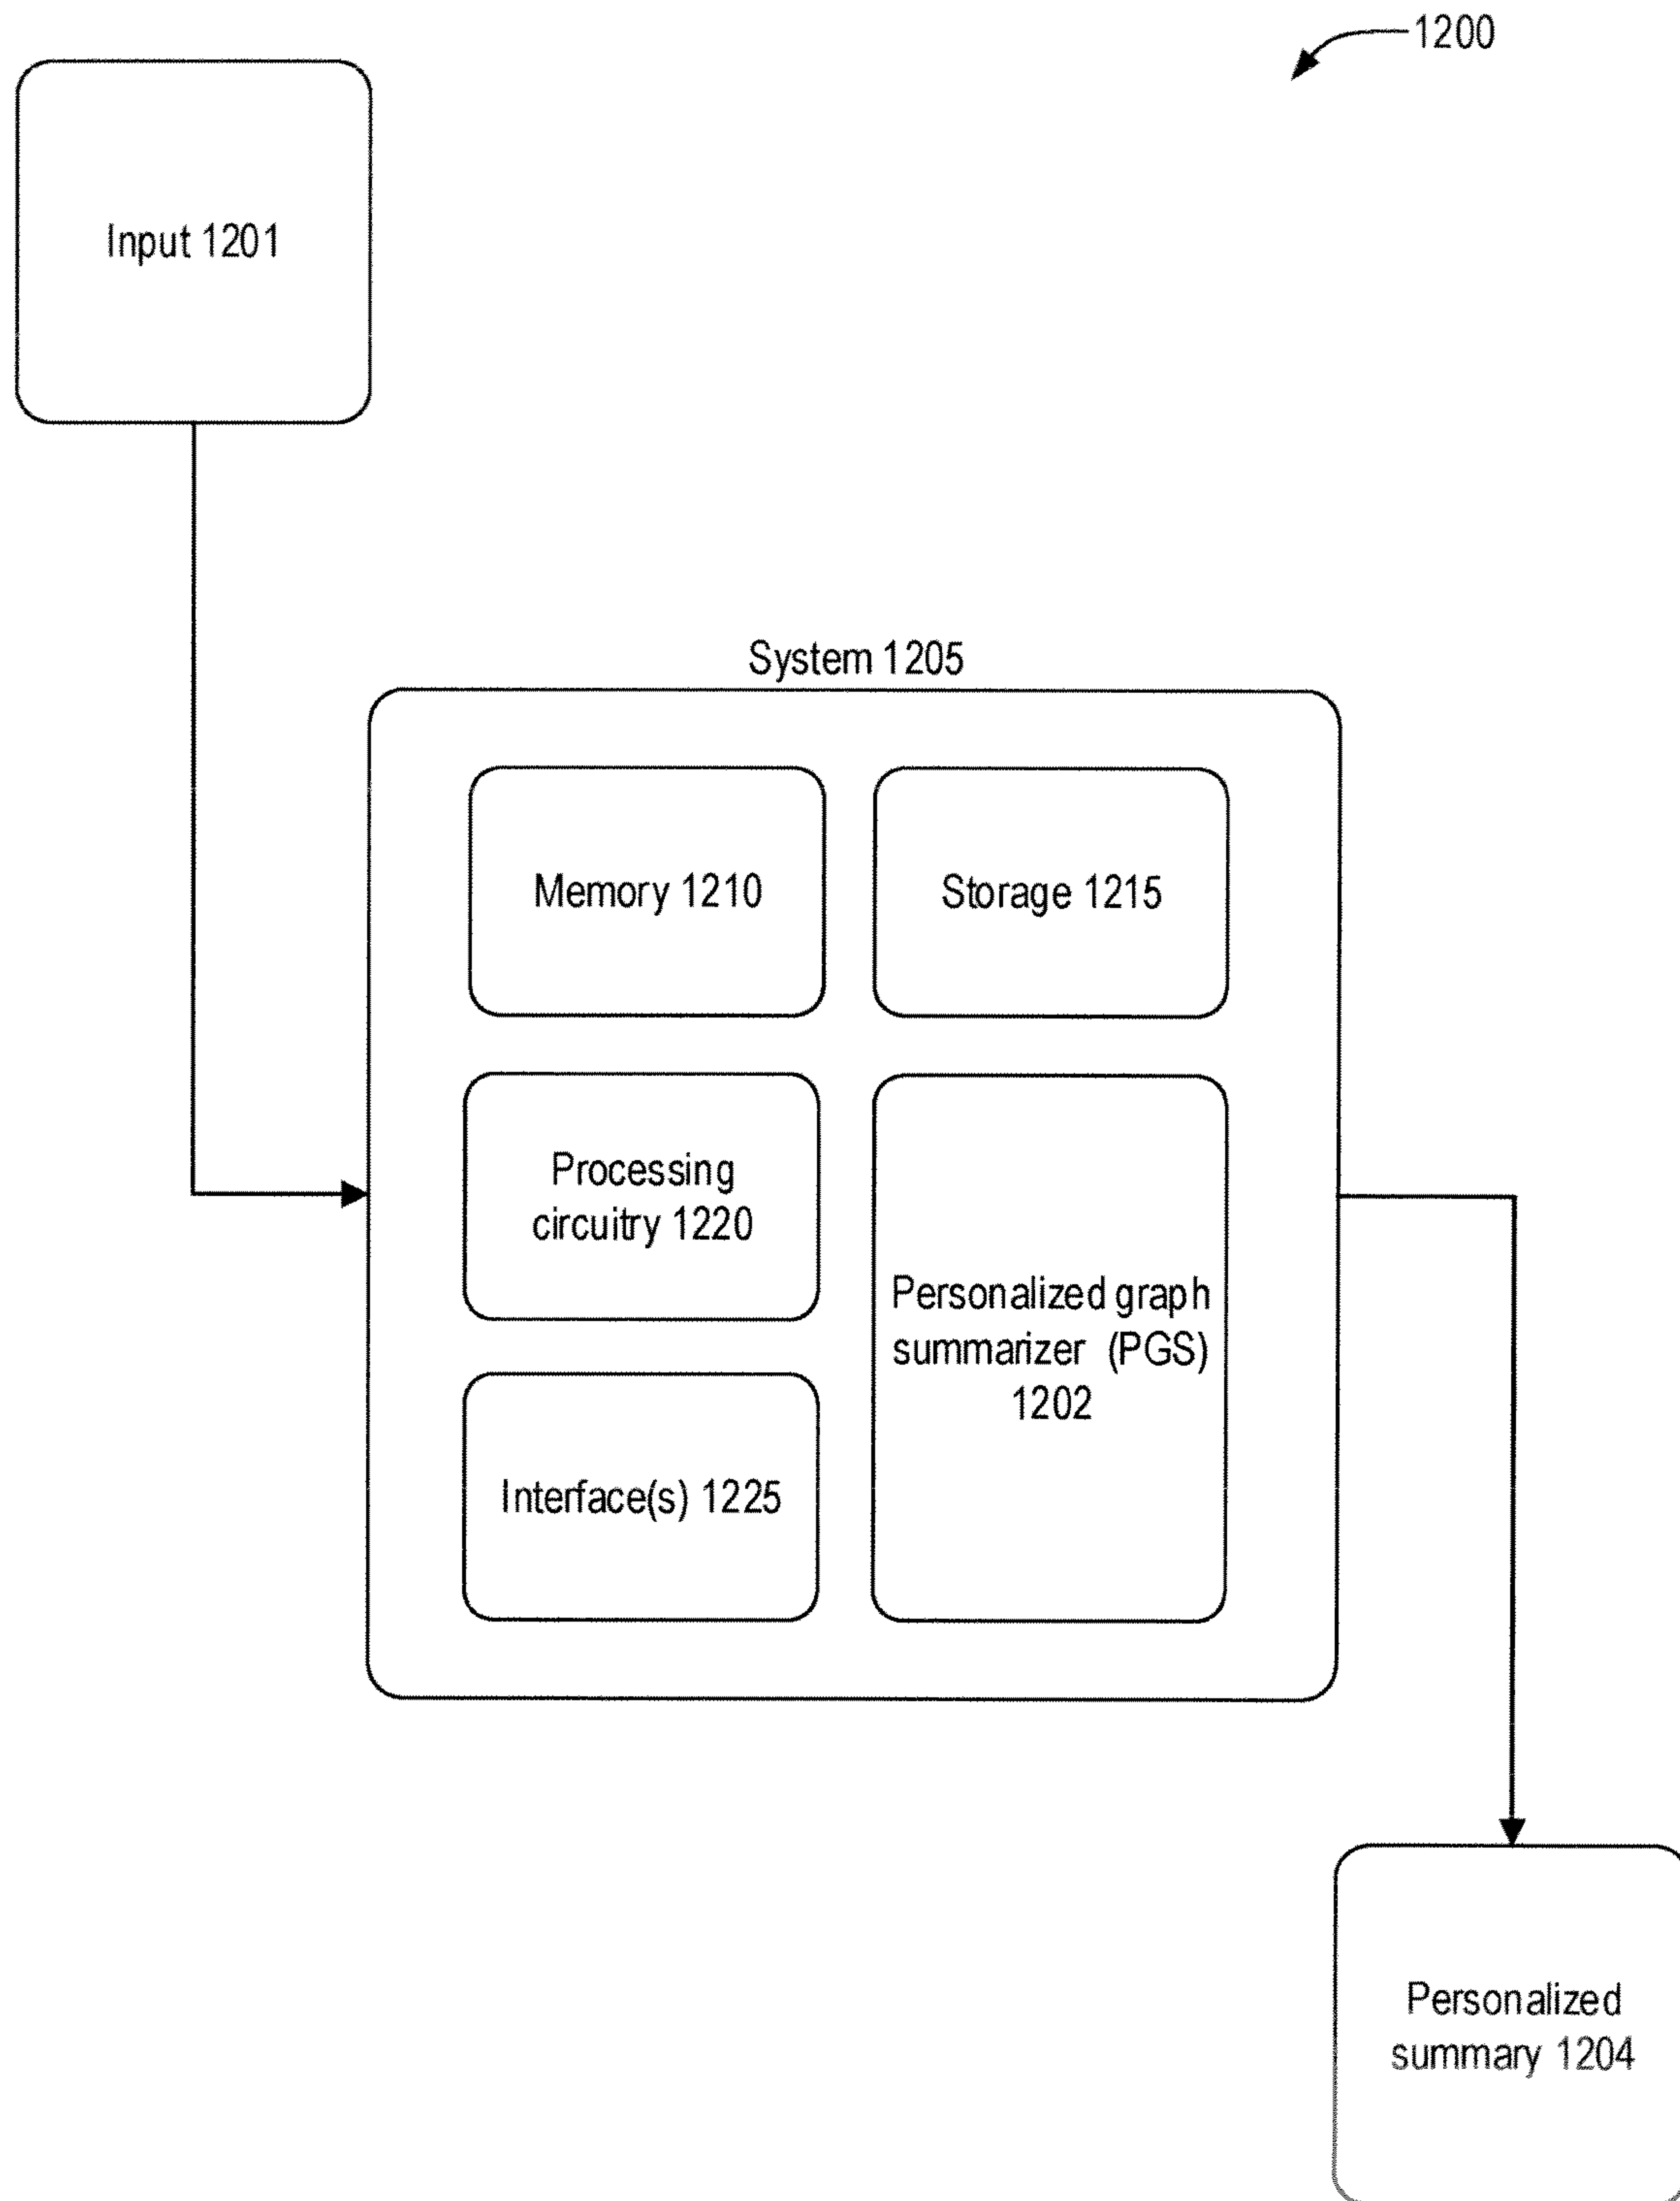 1200
Input 1201
System 1205
Memory 1210
Storage 1215
Processing
circuitry 1220
Personalized graph
summarizer (PGS)
1202
Interface(s) 1225
Personalized
summary 1204